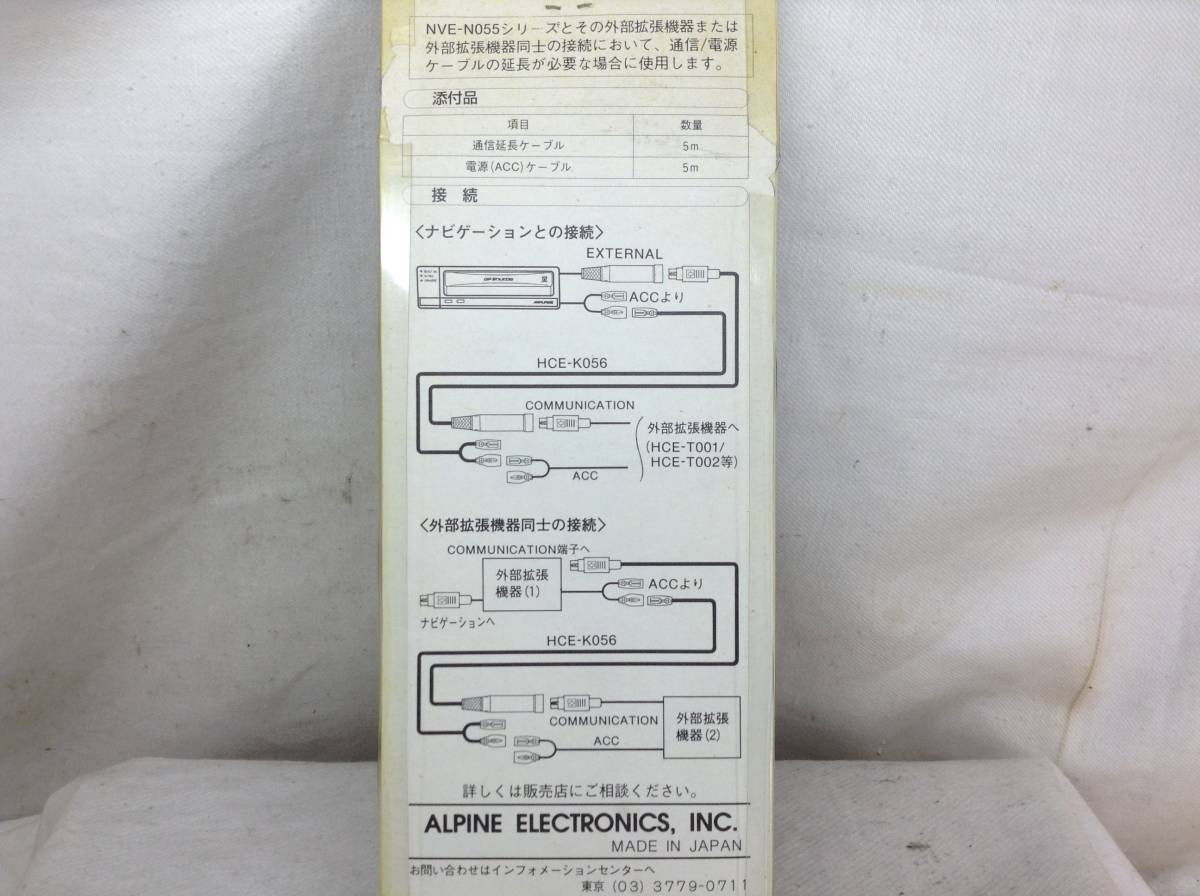 NVE-N055シリーズとその外部拡張機器または
外部拡張機器同士の接続において、通信/電源
ケーブルの延長が必要な場合に使用します。
添付品
項目 数量
通信延長ケーブル 5m
電源(ACC)ケーブル 5m
接 続
〈ナビゲーションとの接続〉
EXTERNAL
ACCより
ALPINE
HCE-K056
COMMUNICATION
外部拡張機器へ
(HCE-T001/
HCE-T002等)
ACC
〈外部拡張機器同士の接続〉
COMMUNICATION端子へ
外部拡張
機器(1)
ACCより
ナビゲーションへ
HCE-K056
COMMUNICATION
ACC
外部拡張
機器(2)
詳しくは販売店にご相談ください。
ALPINE ELECTRONICS, INC.
MADE IN JAPAN
お問い合わせはインフォメーションセンターへ
東京 (03) 3779-0711